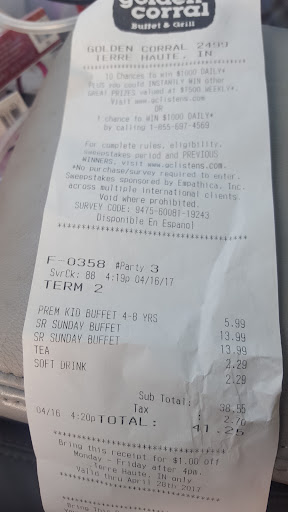 golden
corral
Buffet & Grill
GOLDEN CORRAL 2499
TERRE HAUTE, IN
10 Chances to win $1000 DAILY*
PLUS you could INSTANTLY WIN other
GREAT PRIZES valued at $1500 WEEKLY*.
Visit www.gclistens.com
OR
1 chance to WIN $1000 DAILY*
by calling 1-855-697-4569
For complete rules, eligibility,
sweepstakes period and PREVIOUS
WINNERS, visit www.gclistens.com.
*No purchase/survey required to enter.
Sweepstakes sponsored by Empathica, Inc.
across multiple international clients.
Void where prohibited.
SURVEY CODE: 9475-60081-19243
Disponible En Espanol
F-0358 #Party 3
SvrCk: 88 4:19p 04/16/17
TERM 2
PREM KID BUFFET 4-8 YRS 5.99
SR SUNDAY BUFFET 13.99
SR SUNDAY BUFFET 13.99
TEA 2.29
SOFT DRINK 2.29
Sub Total: 38.55
Tax : 2.70
04/16 4:20p TOTAL: 41.25
Bring this receipt for $1.00 off
Monday - Friday after 4pm.
Terre Haute, IN only
Valid thru April 20th 2017
Bring This